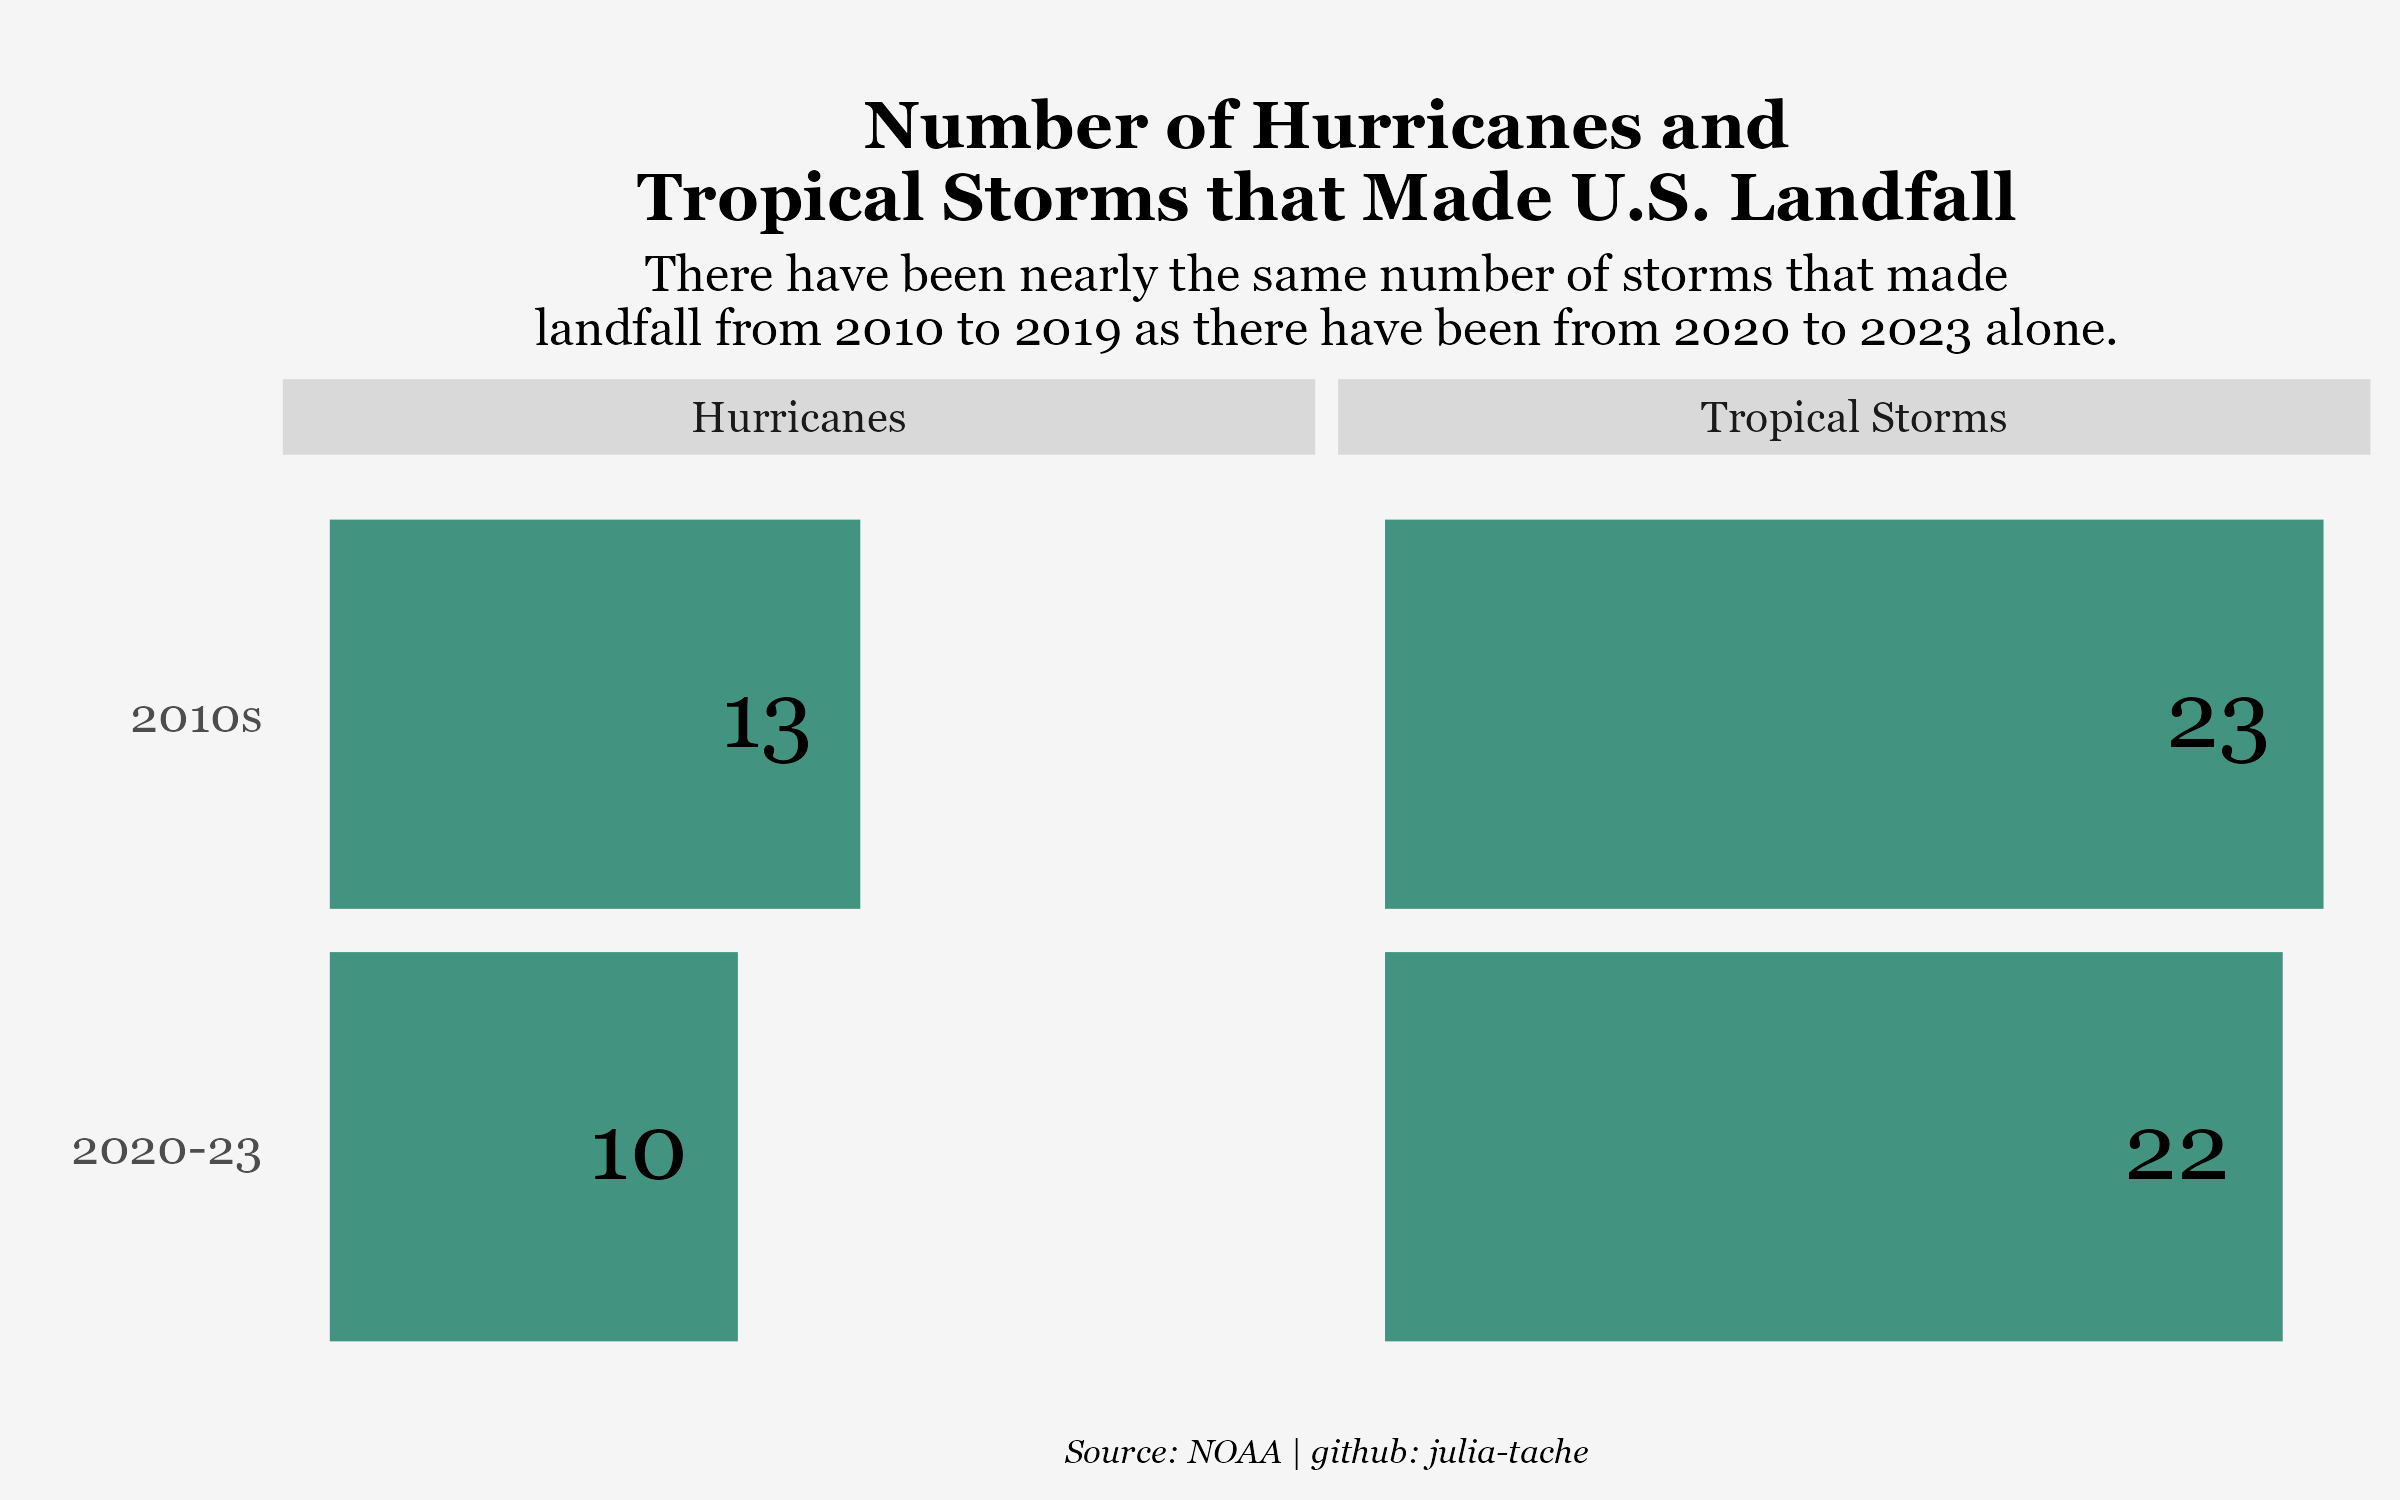 Number of Hurricanes and
Tropical Storms that Made U.S. Landfall
There have been nearly the same number of storms that made
landfall from 2010 to 2019 as there have been from 2020 to 2023 alone.
Hurricanes
Tropical Storms
2010s
13
23
2020-23
10
22
Source: NOAA | github: julia-tache